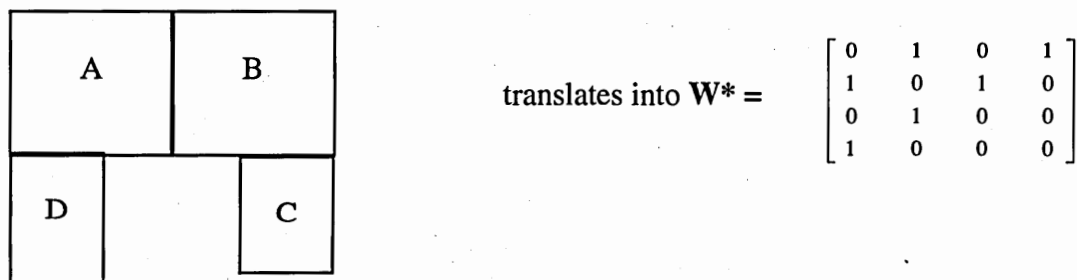 A B
D C
translates into W* =
0 1 0 1
1 0 1 0
0 1 0 0
1 0 0 0